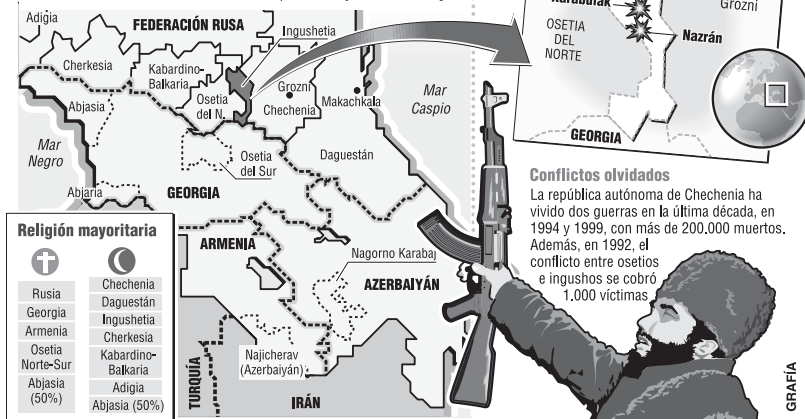 Adigia
FEDERACIÓN RUSA
Ingushetia
Cherkesia
Kabardino-
Balkaria
Osetia
del N.
Grozni
Chechenia
Makachkala
Mar
Caspio
Abjasia
Mar
Negro
Osetia
del Sur
Daguestán
Abjaria
GEORGIA
ARMENIA
Nagorno Karabaj
AZERBAIYÁN
Najicherav
(Azerbaiyán)
TURQUÍA
IRÁN
Religión mayoritaria
Rusia
Georgia
Armenia
Osetia
Norte-Sur
Abjasia
(50%)
Chechenia
Daguestán
Ingushetia
Cherkesia
Kabardino-
Balkaria
Adigia
Abjasia (50%)
Karabulak
Grozni
OSETIA
DEL
NORTE
Nazrán
GEORGIA
Conflictos olvidados
La república autónoma de Chechenia ha
vivido dos guerras en la última década, en
1994 y 1999, con más de 200.000 muertos.
Además, en 1992, el
conflicto entre osetios
e ingushos se cobró
1.000 víctimas
GRAFÍA